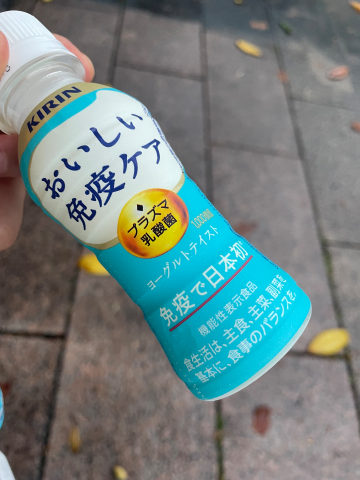 KIRIN
おいしい
免疫ケア
プラズマ
乳酸菌
ヨーグルトテイスト
免疫で日本初
機能性表示食品
食生活は、主食、主菜、副菜を
基本に、食事のバランスを。